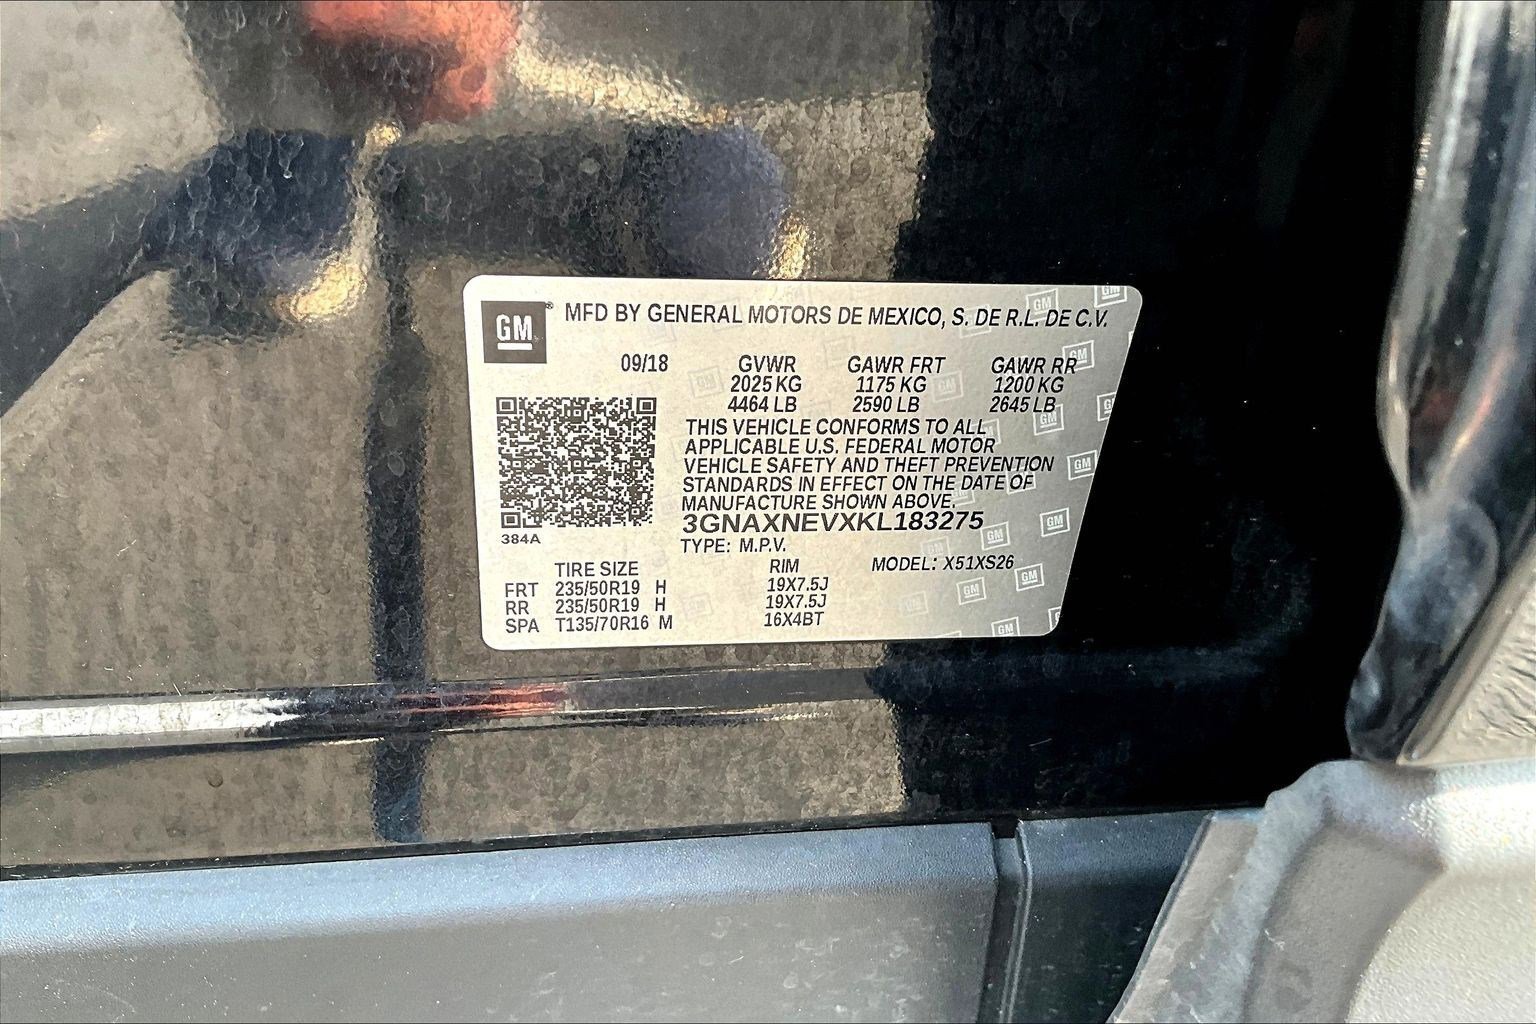 GM® MFD BY GENERAL MOTORS DE MEXICO, S. DE R.L. DE C.V.
09/18 GVWR GAWR FRT GAWR RR
2025 KG 1175 KG 1200 KG
4464 LB 2590 LB 2645 LB
THIS VEHICLE CONFORMS TO ALL
APPLICABLE U.S. FEDERAL MOTOR
VEHICLE SAFETY AND THEFT PREVENTION
STANDARDS IN EFFECT ON THE DATE OF
MANUFACTURE SHOWN ABOVE.
3GNAXNEVXKL183275
384A
TYPE: M.P.V.
TIRE SIZE RIM MODEL: X51XS26
FRT 235/50R19 H 19X7.5J
RR 235/50R19 H 19X7.5J
SPA T135/70R16 M 16X4BT